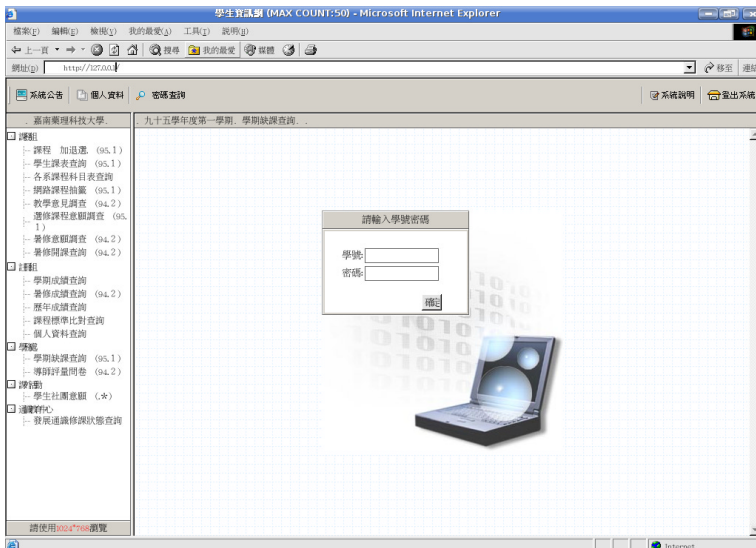 學生資訊網 (MAX COUNT:50) - Microsoft Internet Explorer
檔案(F) 編輯(E) 檢視(V) 我的最愛(A) 工具(T) 說明(H)
上一頁 搜尋 我的最愛 媒體
網址(D) http://127.0.0.1/ 移至 連結
系統公告 個人資料 密碼查詢 系統說明 登出系統
. 嘉南藥理科技大學. . 九十五學年度第一學期. 學期缺課查詢. .
課務組
課程 加退選. (95.1)
學生課表查詢 (95.1)
各系課程科目表查詢
網路課程抽籤 (95.1)
教學意見調查 (94.2)
選修課程意願調查 (95.
1)
暑修意願調查 (94.2)
暑修開課查詢 (94.2)
註冊組
學期成績查詢
暑修成績查詢 (94.2)
歷年成績查詢
課程標準比對查詢
個人資料查詢
學期缺課查詢 (95.1)
導師評量問卷 (94.2)
學生社團意願 (.*)
發展通識修課狀態查詢
請輸入學號密碼
學號:
密碼:
確定
請使用1024*768瀏覽
Internet